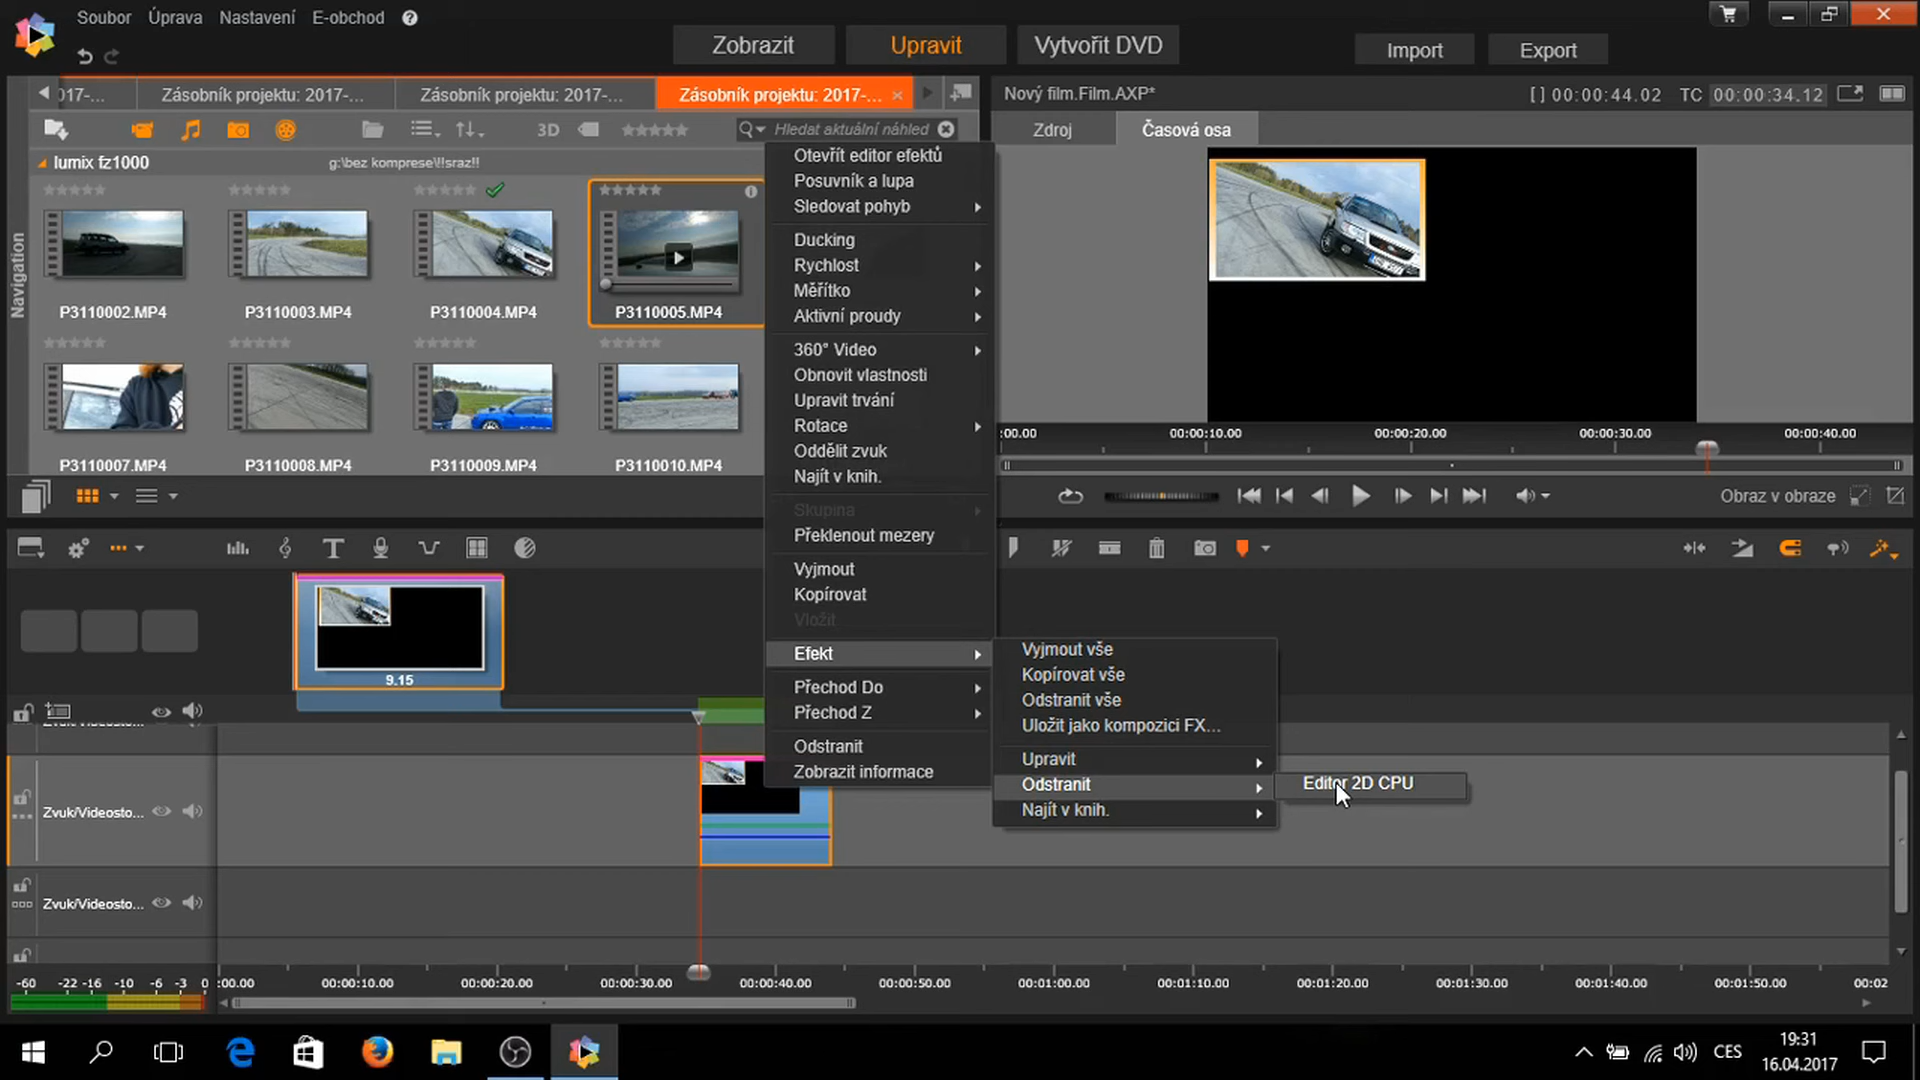 Soubor Úprava Nastavení E-obchod ?
Zobrazit Upravit Vytvořit DVD Import Export
017-... Zásobník projektu: 2017-... Zásobník projektu: 2017-... Zásobník projektu: 2017-... ×
Nový film.Film.AXP* [ ] 00:00:44.02 TC 00:00:34.12
3D Hledat aktuální náhled
Zdroj Časová osa
Navigation
lumix fz1000 g:\bez komprese\!!sraz!!
P3110002.MP4 P3110003.MP4 P3110004.MP4 P3110005.MP4
P3110007.MP4 P3110008.MP4 P3110009.MP4 P3110010.MP4
Otevřít editor efektů
Posuvník a lupa
Sledovat pohyb
Ducking
Rychlost
Měřítko
Aktivní proudy
360° Video
Obnovit vlastnosti
Upravit trvání
Rotace
Oddělit zvuk
Najít v knih.
Skupina
Překlenout mezery
Vyjmout
Kopírovat
Vložit
Efekt
Přechod Do
Přechod Z
Odstranit
Zobrazit informace
Vyjmout vše
Kopírovat vše
Odstranit vše
Uložit jako kompozici FX...
Upravit
Odstranit
Najít v knih.
Editor 2D CPU
:00.00 00:00:10.00 00:00:20.00 00:00:30.00 00:00:40.00
Obraz v obraze
9.15
Zvuk/Videosto...
Zvuk/Videosto...
Zvuk/Videosto...
-60 -22 -16 -10 -6 -3 0 :00.00 00:00:10.00 00:00:20.00 00:00:30.00 00:00:40.00 00:00:50.00 00:01:00.00 00:01:10.00 00:01:20.00 00:01:30.00 00:01:40.00 00:01:50.00 00:02
CES
19:31
16.04.2017